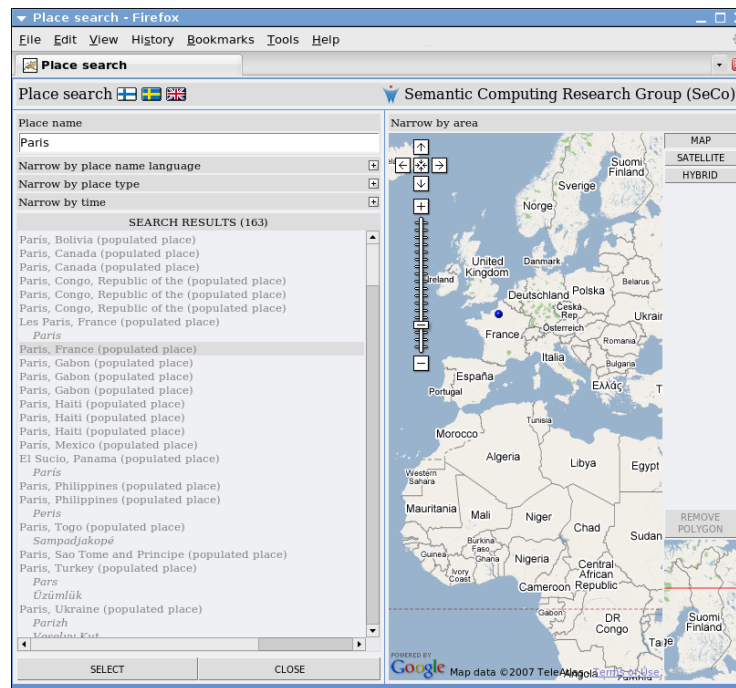 Place search - Firefox
File Edit View History Bookmarks Tools Help
Place search
Place search
Semantic Computing Research Group (SeCo)
Place name
Paris
Narrow by place name language
Narrow by place type
Narrow by time
SEARCH RESULTS (163)
París, Bolivia (populated place)
Paris, Canada (populated place)
Paris, Canada (populated place)
Paris, Congo, Republic of the (populated place)
Paris, Congo, Republic of the (populated place)
Paris, Congo, Republic of the (populated place)
Les Paris, France (populated place)
Paris
Paris, France (populated place)
Paris, Gabon (populated place)
Paris, Gabon (populated place)
Paris, Gabon (populated place)
Paris, Haiti (populated place)
Paris, Haiti (populated place)
Paris, Haiti (populated place)
París, Mexico (populated place)
El Sucio, Panama (populated place)
París
Paris, Philippines (populated place)
Paris, Philippines (populated place)
Peris
Paris, Togo (populated place)
Sampadjakopé
Paris, Sao Tome and Principe (populated place)
Paris, Turkey (populated place)
Pars
Üzümlük
Paris, Ukraine (populated place)
Parizh
Veselyy Kut
SELECT
CLOSE
Narrow by area
MAP
SATELLITE
HYBRID
Suomi
Finland
Sverige
Norge
United
Kingdom
Danmark
Ireland
Belarus
Deutschland
Polska
Česká
Rep.
Ukrai
France
Österreich
Romania
Italia
Bulgaria
España
Ελλάς
T
Portugal
Tunisia
Morocco
Algeria
Libya
Egypt
Western
Sahara
Mauritania
Mali
Niger
Chad
Sudan
Burkina
Faso
Guinea
Ghana
Nigeria
Ivory
Coast
Central
African
Republic
Cameroon
Gabon
DR
Congo
Ta
Angola
REMOVE
POLYGON
Suomi
Finland
POWERED BY
Google
Map data ©2007 TeleAtlas - Terms of Use